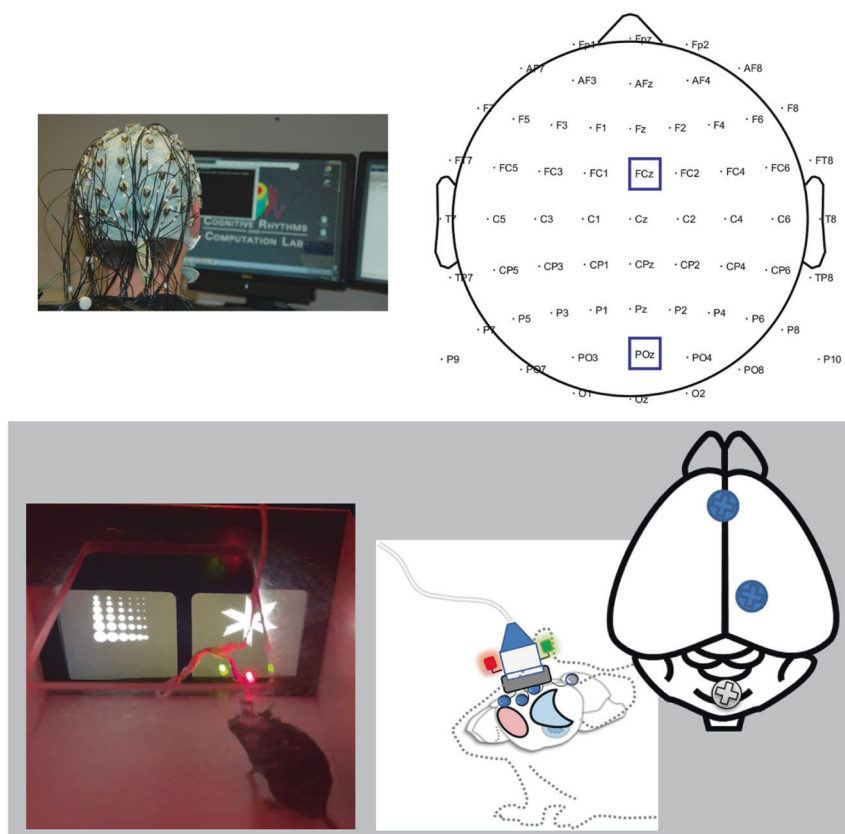 COGNITIVE RHYTHMS
AND
COMPUTATION LAB
Fp1 Fpz Fp2
AF7 AF3 AFz AF4 AF8
F7 F5 F3 F1 Fz F2 F4 F6 F8
FT7 FC5 FC3 FC1 FCz FC2 FC4 FC6 FT8
T7 C5 C3 C1 Cz C2 C4 C6 T8
TP7 CP5 CP3 CP1 CPz CP2 CP4 CP6 TP8
P7 P5 P3 P1 Pz P2 P4 P6 P8
P9 PO7 PO3 POz PO4 PO8 P10
O1 Oz O2